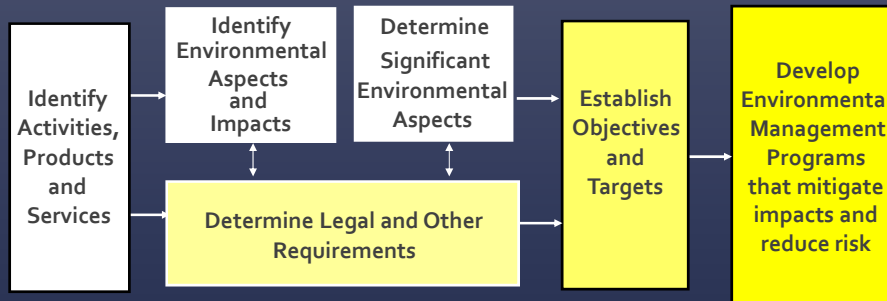 Identify
Activities,
Products
and
Services
Identify
Environmental
Aspects
and
Impacts
Determine
Significant
Environmental
Aspects
Determine Legal and Other
Requirements
Establish
Objectives
and
Targets
Develop
Environmental
Management
Programs
that mitigate
impacts and
reduce risk